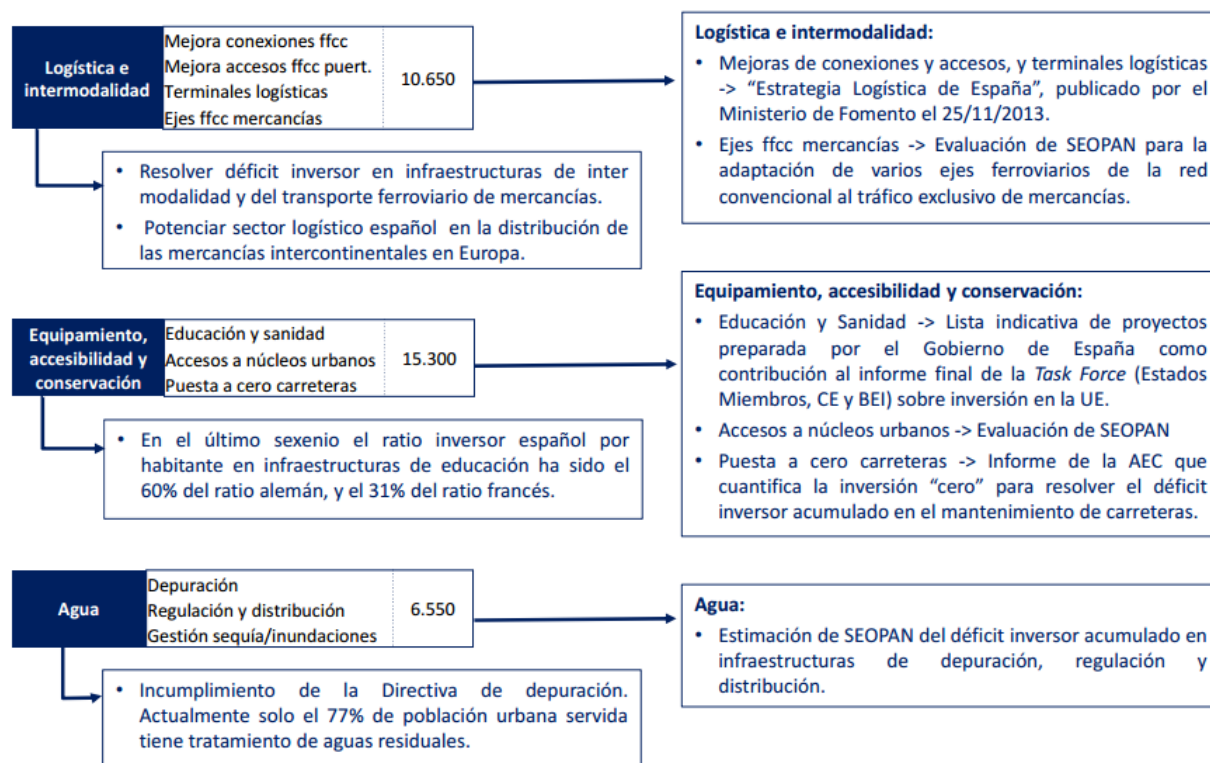 Logística e
intermodalidad
Mejora conexiones ffcc
Mejora accesos ffcc puert.
Terminales logísticas
Ejes ffcc mercancías
10.650
Logística e intermodalidad:
• Mejoras de conexiones y accesos, y terminales logísticas
-> “Estrategia Logística de España”, publicado por el
Ministerio de Fomento el 25/11/2013.
• Ejes ffcc mercancías -> Evaluación de SEOPAN para la
adaptación de varios ejes ferroviarios de la red
convencional al tráfico exclusivo de mercancías.
• Resolver déficit inversor en infraestructuras de inter
modalidad y del transporte ferroviario de mercancías.
• Potenciar sector logístico español en la distribución de
las mercancías intercontinentales en Europa.
Equipamiento,
accesibilidad y
conservación
Educación y sanidad
Accesos a núcleos urbanos
Puesta a cero carreteras
15.300
Equipamiento, accesibilidad y conservación:
• Educación y Sanidad -> Lista indicativa de proyectos
preparada por el Gobierno de España como
contribución al informe final de la Task Force (Estados
Miembros, CE y BEI) sobre inversión en la UE.
• Accesos a núcleos urbanos -> Evaluación de SEOPAN
• Puesta a cero carreteras -> Informe de la AEC que
cuantifica la inversión “cero” para resolver el déficit
inversor acumulado en el mantenimiento de carreteras.
• En el último sexenio el ratio inversor español por
habitante en infraestructuras de educación ha sido el
60% del ratio alemán, y el 31% del ratio francés.
Agua
Depuración
Regulación y distribución
Gestión sequía/inundaciones
6.550
Agua:
• Estimación de SEOPAN del déficit inversor acumulado en
infraestructuras de depuración, regulación y
distribución.
• Incumplimiento de la Directiva de depuración.
Actualmente solo el 77% de población urbana servida
tiene tratamiento de aguas residuales.